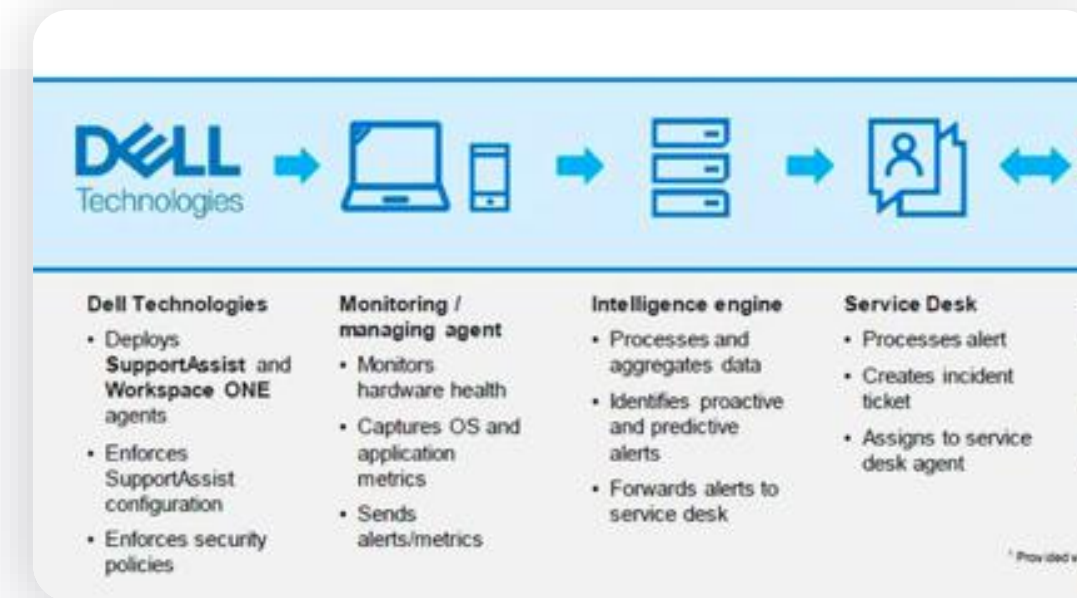 DELL
Technologies
Dell Technologies
• Deploys
SupportAssist and
Workspace ONE
agents
• Enforces
SupportAssist
configuration
• Enforces security
policies
Monitoring /
managing agent
• Monitors
hardware health
• Captures OS and
application
metrics
• Sends
alerts/metrics
Intelligence engine
• Processes and
aggregates data
• Identifies proactive
and predictive
alerts
• Forwards alerts to
service desk
Service Desk
• Processes alert
• Creates incident
ticket
• Assigns to service
desk agent
¹ Provided